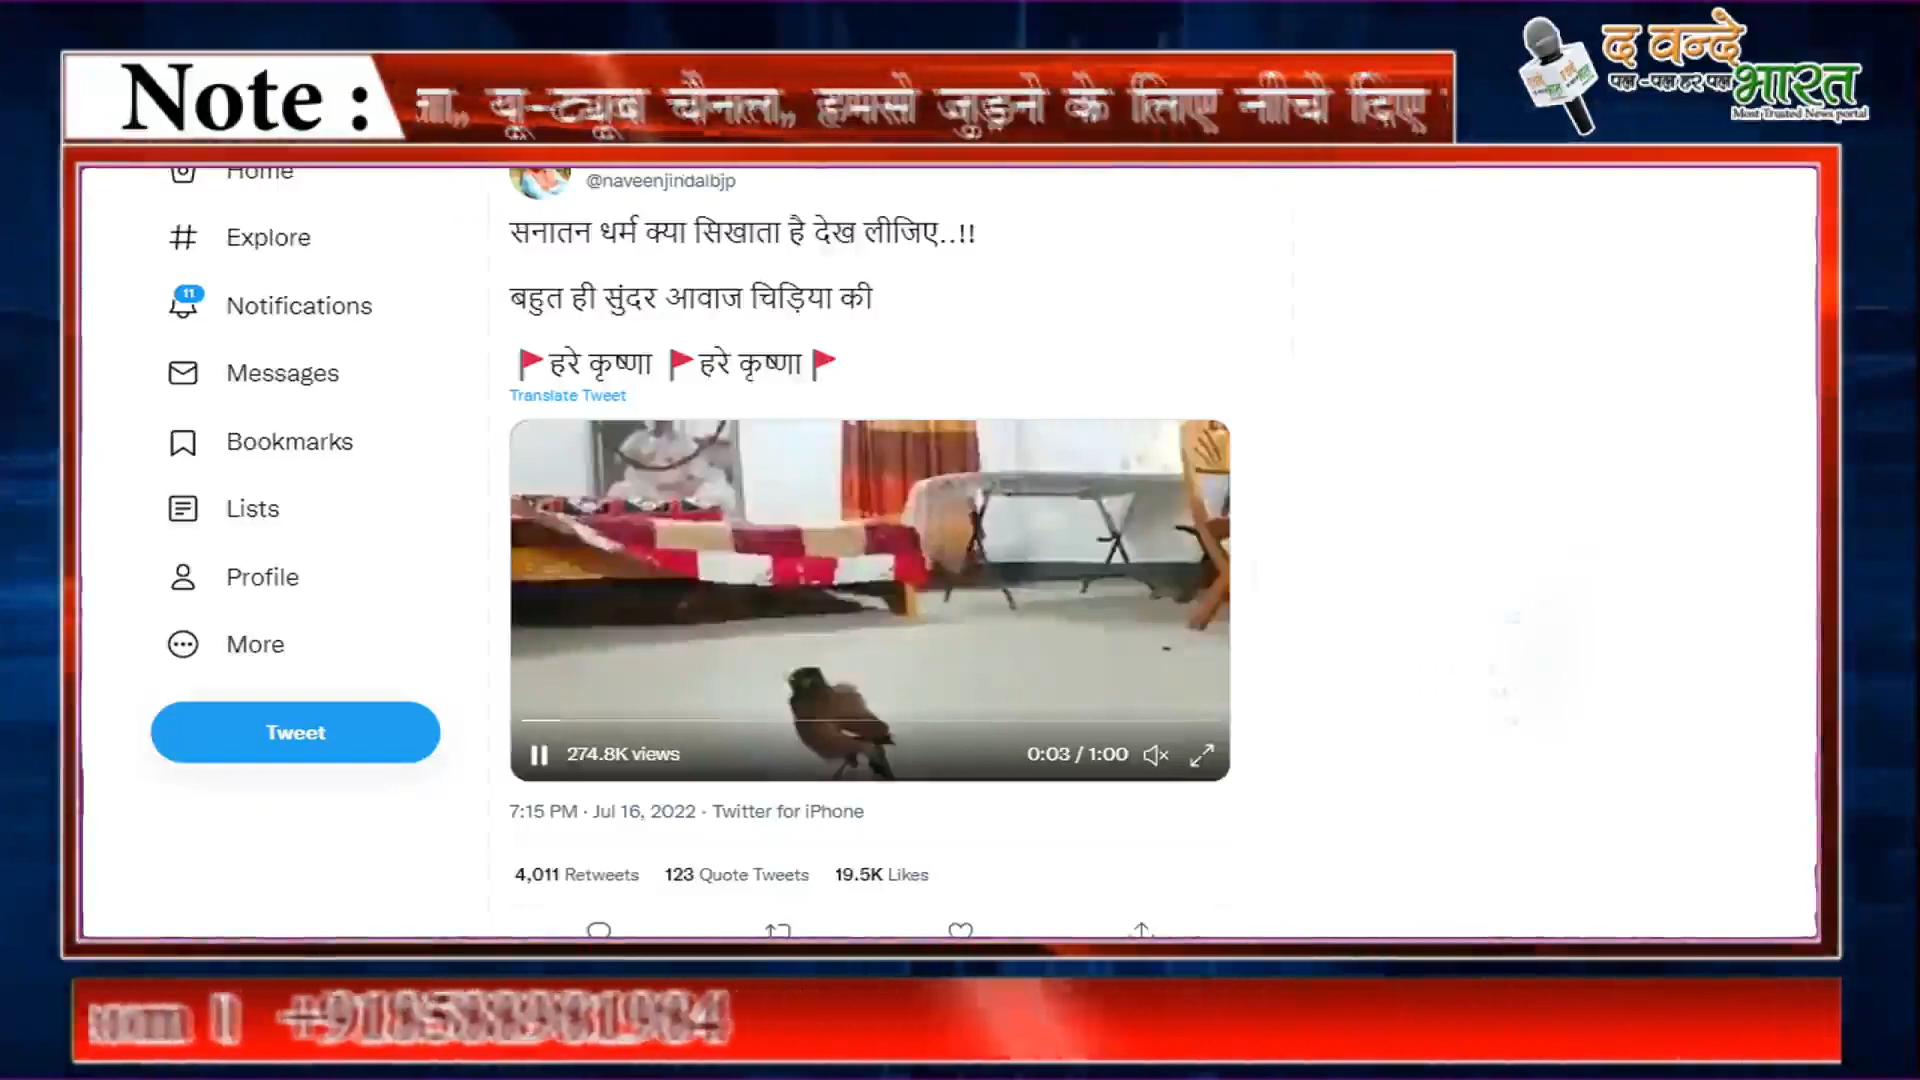 द वन्दे
पल -पल हर पल
भारत
Most Trusted News portal
Note :
यू-ट्यूब चैनल,, हमसे जुड़ने के लिए नीचे दिए
Home
@naveenjindalbjp
Explore
सनातन धर्म क्या सिखाता है देख लीजिए..!!
11
Notifications
बहुत ही सुंदर आवाज चिड़िया की
Messages
🚩हरे कृष्णा 🚩हरे कृष्णा🚩
Translate Tweet
Bookmarks
Lists
Profile
More
Tweet
274.8K views
0:03 / 1:00
7:15 PM · Jul 16, 2022 · Twitter for iPhone
4,011 Retweets 123 Quote Tweets 19.5K Likes